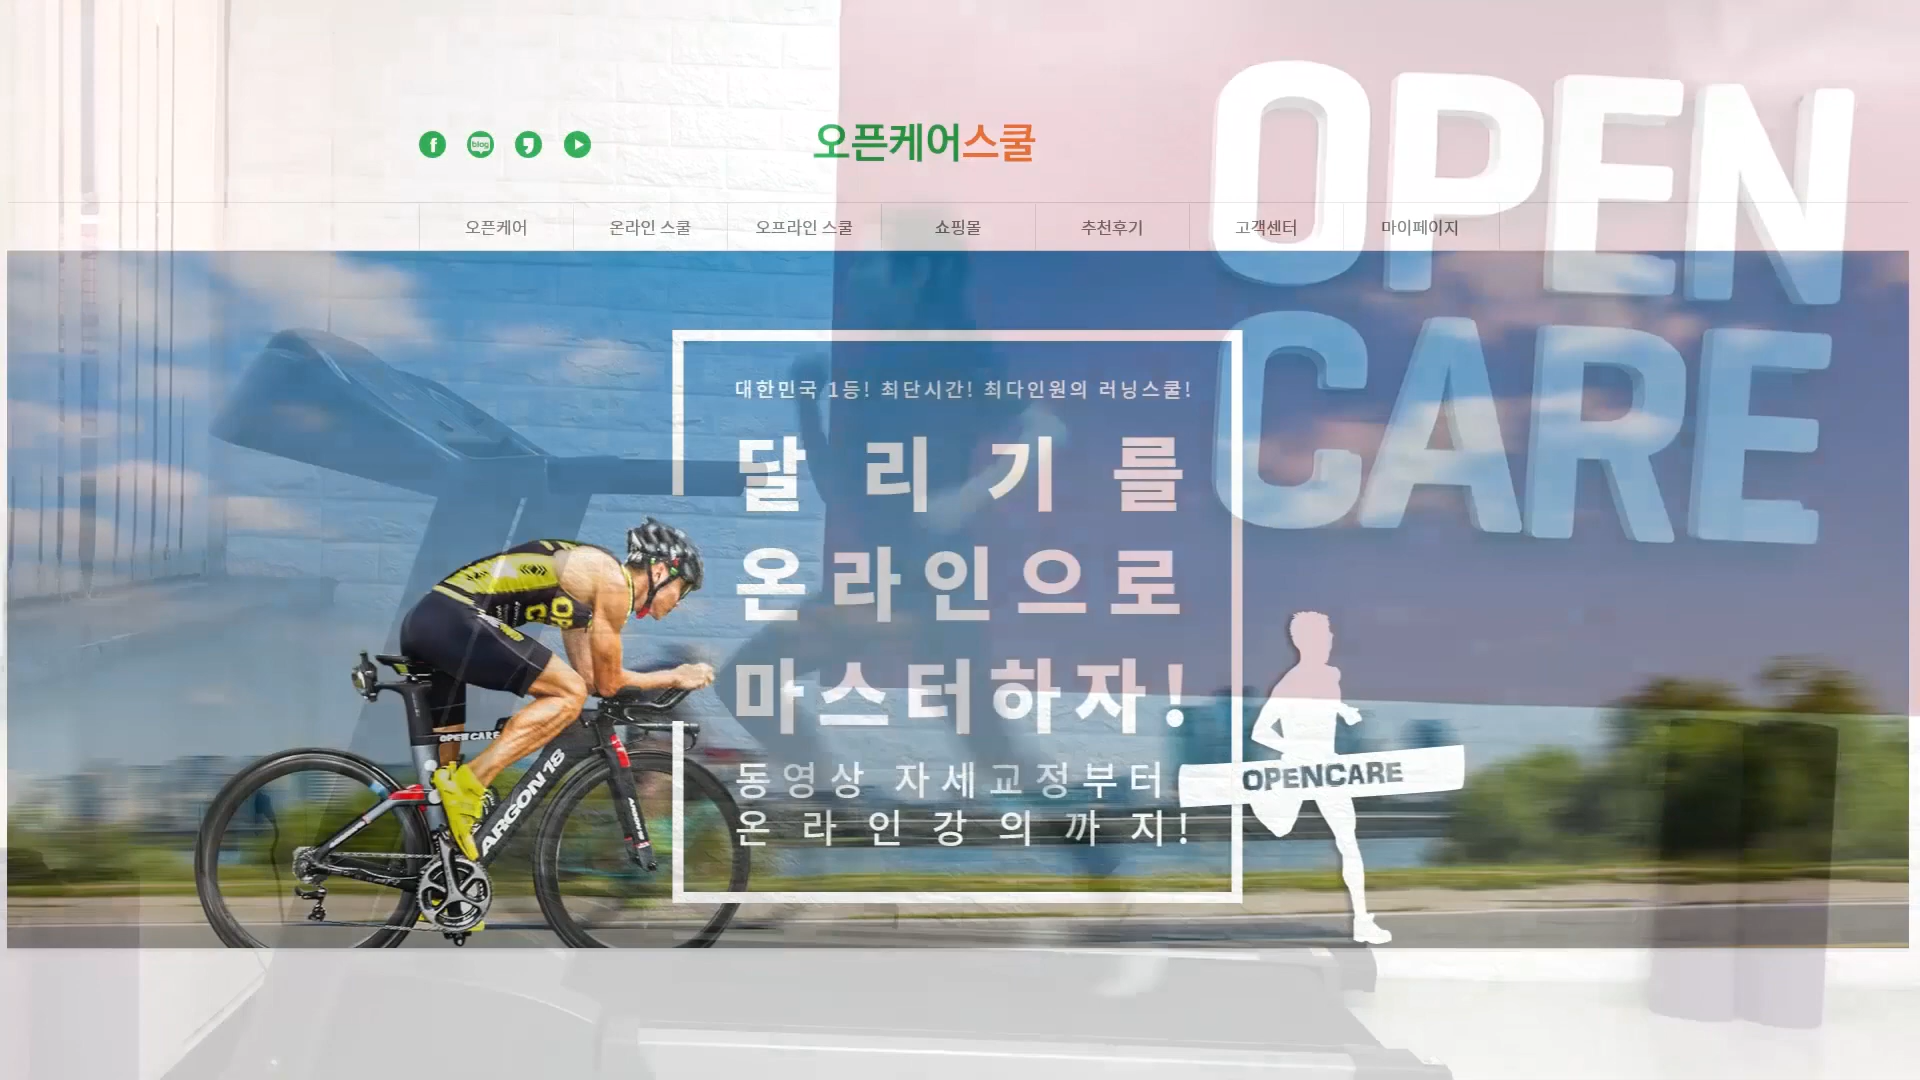 OPEN
CARE
f
blog
오픈케어스쿨
오픈케어
온라인 스쿨
오프라인 스쿨
쇼핑몰
추천후기
고객센터
마이페이지
대한민국 1등! 최단시간! 최다인원의 러닝스쿨!
달리기를
온라인으로
마스터하자!
동영상 자세교정부터
온라인강의까지!
OPENCARE
OPEN CARE
ARGON 18